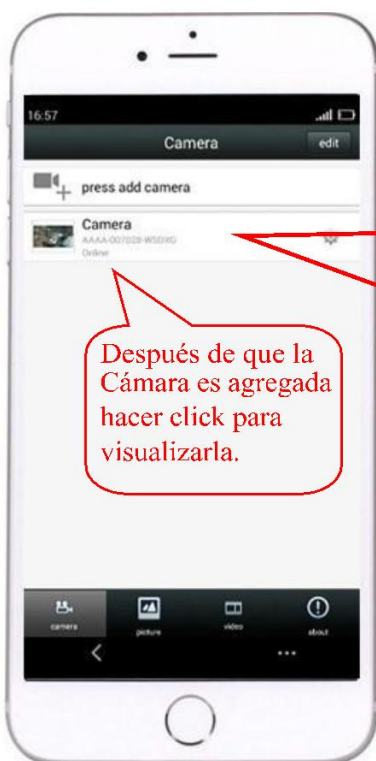 16:57
Camera
edit
press add camera
Camera
Online
Después de que la
Cámara es agregada
hacer click para
visualizarla.
camera
picture
video
about